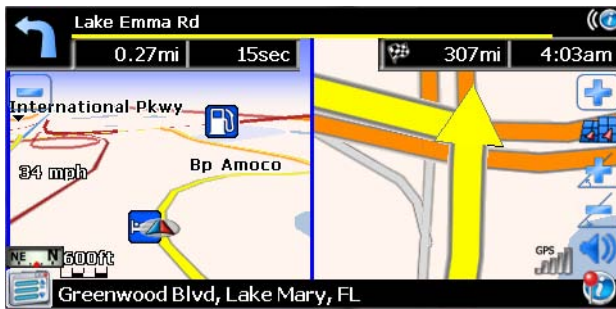 Lake Emma Rd
0.27mi 15sec 307mi 4:03am
International Pkwy
34 mph
Bp Amoco
NE N 600ft
GPS
Greenwood Blvd, Lake Mary, FL